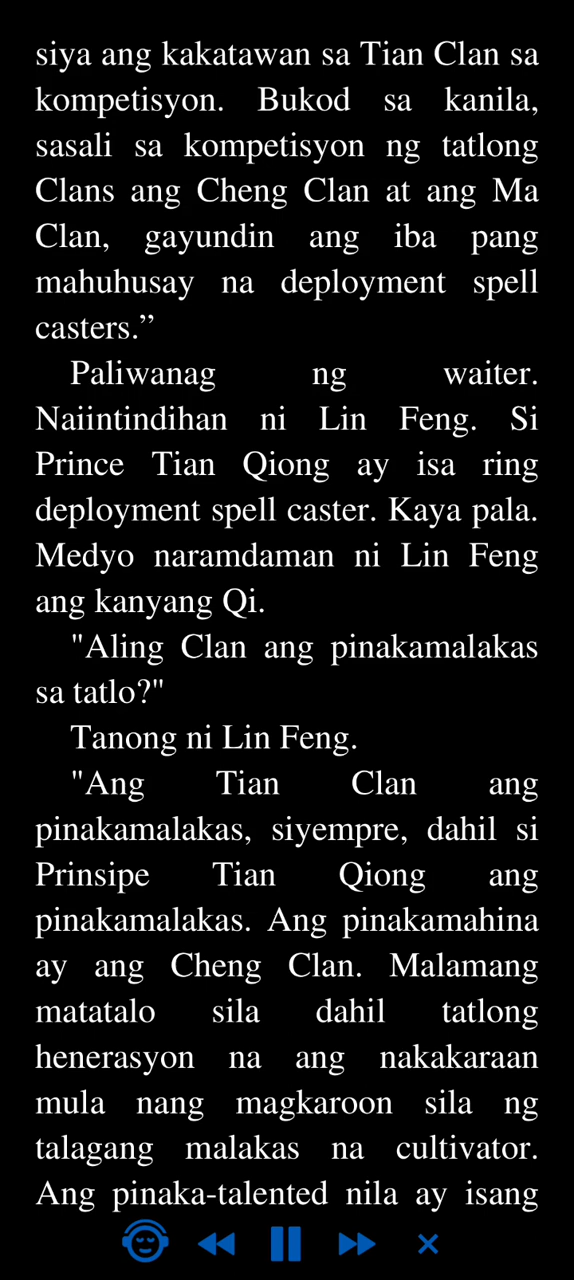 siya ang kakatawan sa Tian Clan sa
kompetisyon. Bukod sa kanila,
sasali sa kompetisyon ng tatlong
Clans ang Cheng Clan at ang Ma
Clan, gayundin ang iba pang
mahuhusay na deployment spell
casters.”
Paliwanag ng waiter.
Naiintindihan ni Lin Feng. Si
Prince Tian Qiong ay isa ring
deployment spell caster. Kaya pala.
Medyo naramdaman ni Lin Feng
ang kanyang Qi.
"Aling Clan ang pinakamalakas
sa tatlo?"
Tanong ni Lin Feng.
"Ang Tian Clan ang
pinakamalakas, siyempre, dahil si
Prinsipe Tian Qiong ang
pinakamalakas. Ang pinakamahina
ay ang Cheng Clan. Malamang
matatalo sila dahil tatlong
henerasyon na ang nakakaraan
mula nang magkaroon sila ng
talagang malakas na cultivator.
Ang pinaka-talented nila ay isang